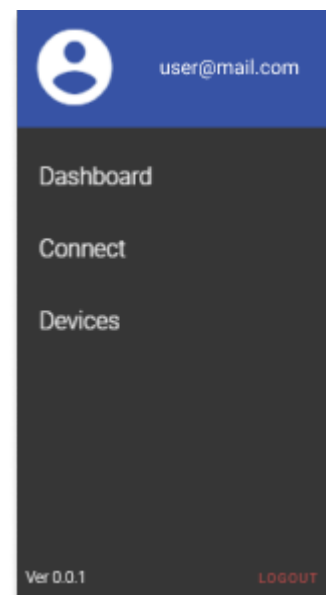 user@mail.com
Dashboard
Connect
Devices
Ver 0.0.1
LOGOUT